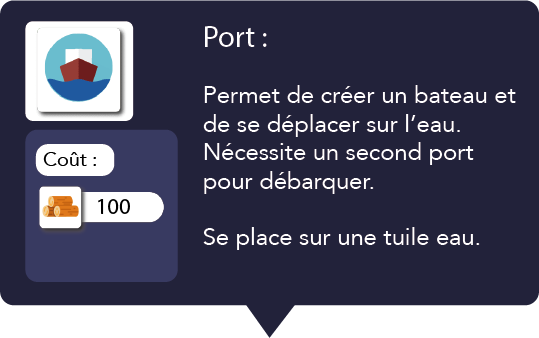 Port :
Permet de créer un bateau et
de se déplacer sur l’eau.
Nécessite un second port
pour débarquer.
Se place sur une tuile eau.
Coût :
100